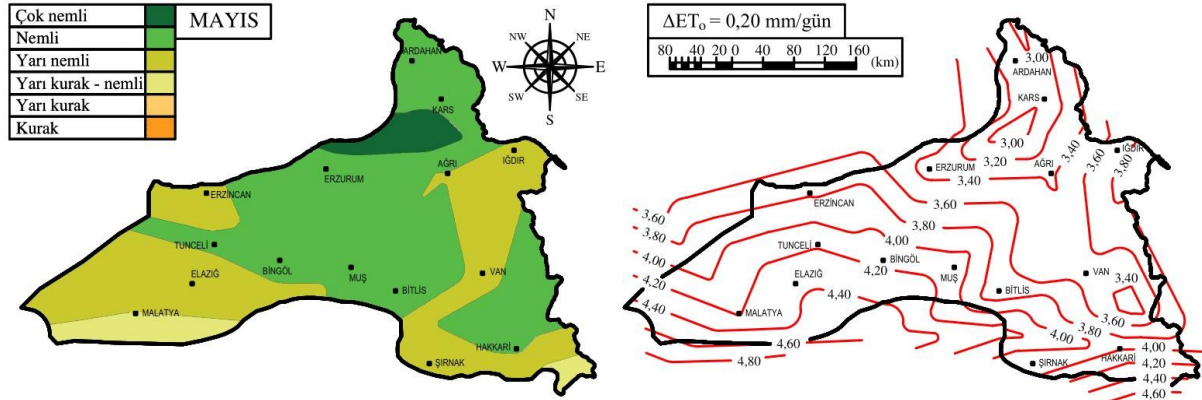 Çok nemli
Nemli
Yarı nemli
Yarı kurak - nemli
Yarı kurak
Kurak
MAYIS
N
NW NE
W E
SW SE
S
ARDAHAN
KARS
IĞDIR
AĞRI
ERZURUM
ERZİNCAN
TUNCELİ
BİNGÖL
MUŞ
VAN
ELAZIĞ
BİTLİS
MALATYA
HAKKARİ
ŞIRNAK
ΔETₒ = 0,20 mm/gün
80 40 20 0 40 80 120 160
(km)
3,00
ARDAHAN
KARS
3,00
3,20
3,40
IĞDIR
3,60
3,80
AĞRI
ERZURUM
3,40
3,60
ERZİNCAN
3,60
3,80
3,80
4,00
TUNCELİ
4,00
BİNGÖL
4,20
MUŞ
VAN
4,20
ELAZIĞ
4,40
BİTLİS
3,40
4,40
MALATYA
3,60
3,80
4,00
4,60
4,80
HAKKARİ
4,00
ŞIRNAK
4,20
4,40
4,60